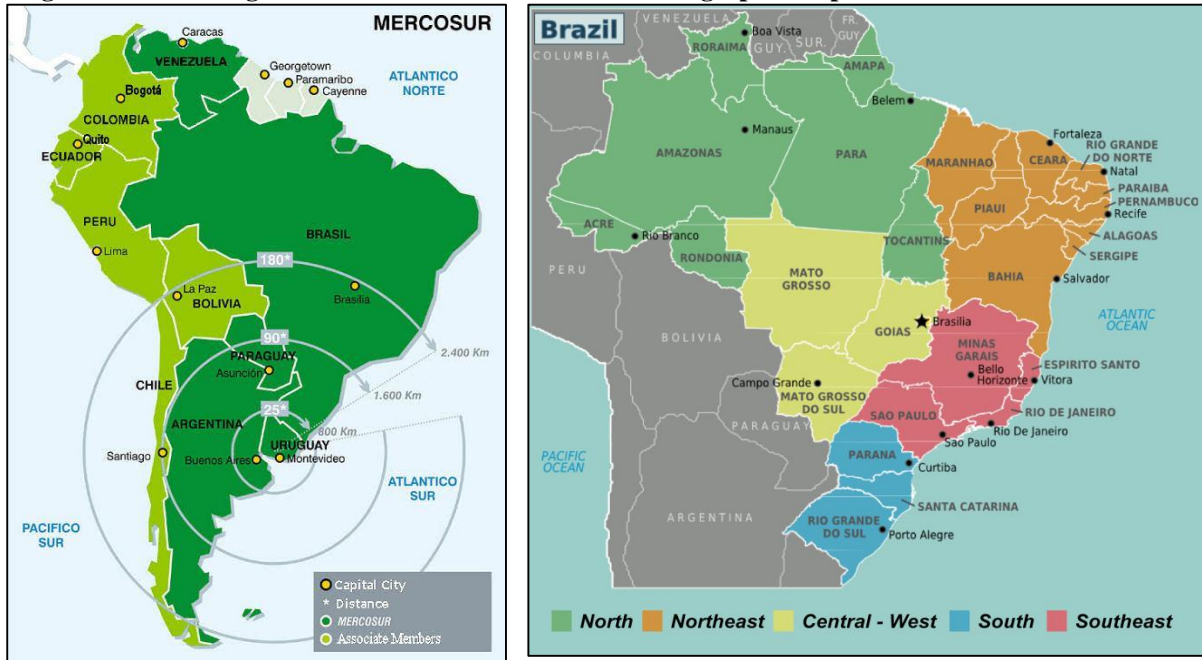 MERCOSUR
Caracas
VENEZUELA
Georgetown
Paramaribo
Cayenne
ATLANTICO
NORTE
Bogotá
COLOMBIA
Quito
ECUADOR
PERU
Lima
BRASIL
180*
La Paz
BOLIVIA
Brasilia
90*
PARAGUAY
Asunción
2.400 Km
1.600 Km
CHILE
25*
ARGENTINA
800 Km
URUGUAY
Santiago
Buenos Aires
Montevideo
ATLANTICO
SUR
PACIFICO
SUR
Capital City
* Distance
MERCOSUR
Associate Members
Brazil
VENEZUELA
COLUMBIA
Boa Vista
RORAIMA
GUY.
SUR.
FR.
GUY.
AMAPA
Belem
Manaus
AMAZONAS
PARA
MARANHAO
Fortaleza
CEARA
RIO GRANDE
DO NORTE
Natal
PARAIBA
PERNAMBUCO
Recife
PIAUI
ALAGOAS
SERGIPE
ACRE
Rio Branco
RONDONIA
TOCANTINS
BAHIA
Salvador
PERU
MATO
GROSSO
BOLIVIA
GOIAS
Brasilia
ATLANTIC
OCEAN
MINAS
GARAIS
Bello
Horizonte
ESPIRITO SANTO
Vitora
Campo Grande
MATO GROSSO
DO SUL
SAO PAULO
RIO DE JANEIRO
Rio De Janeiro
PARAGUAY
Sao Paulo
PACIFIC
OCEAN
PARANA
Curtiba
SANTA CATARINA
ARGENTINA
RIO GRANDE
DO SUL
Porto Alegre
North
Northeast
Central - West
South
Southeast